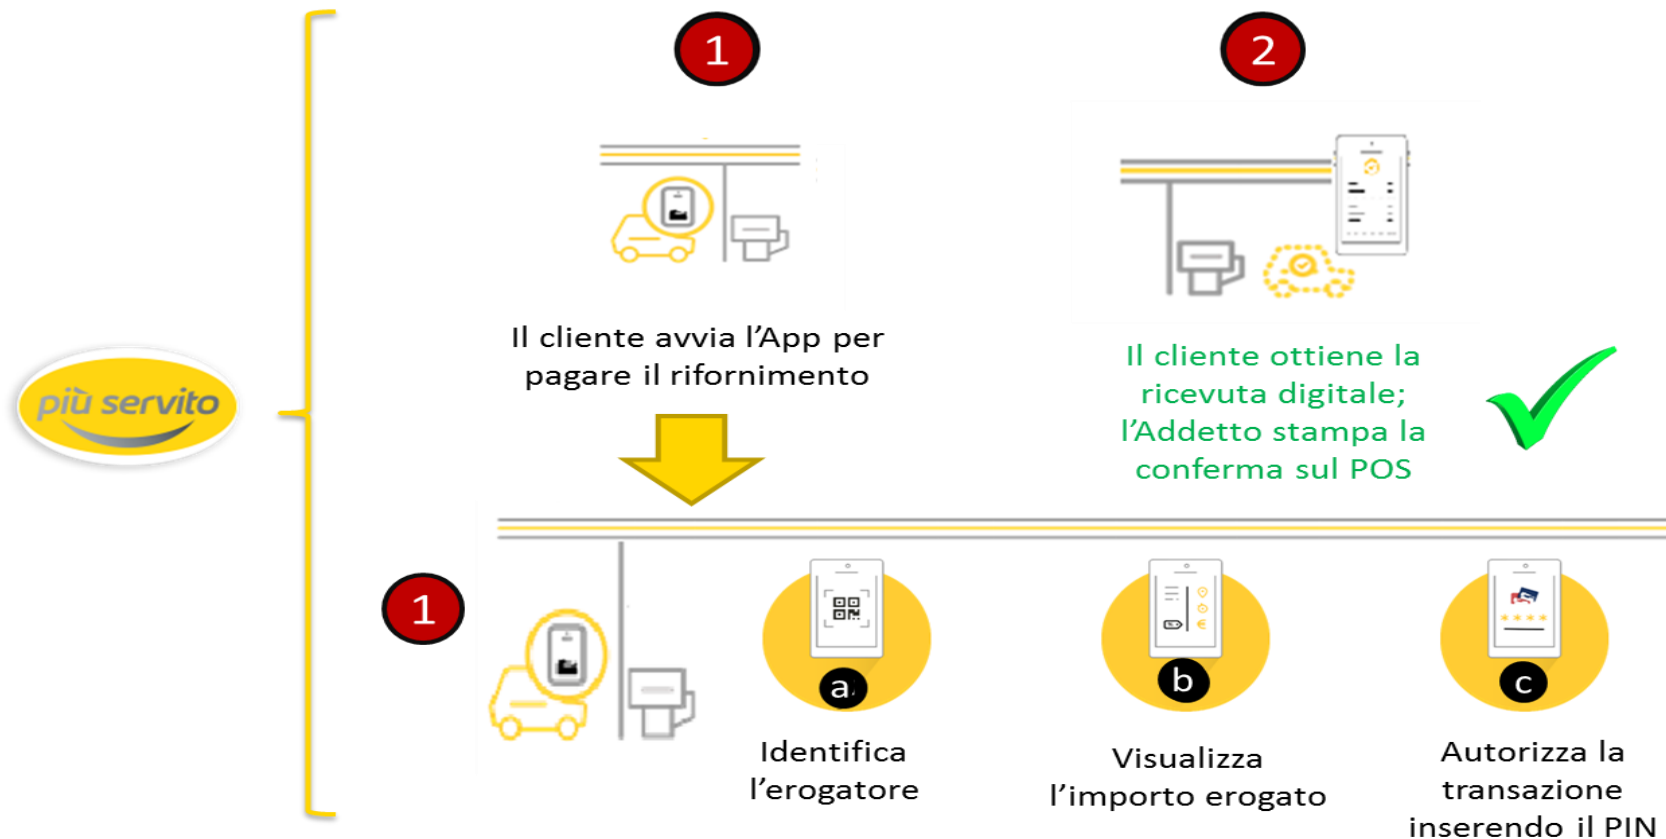 1
2
Il cliente avvia l'App per
pagare il rifornimento
Il cliente ottiene la
ricevuta digitale;
l'Addetto stampa la
conferma sul POS
più servito
1
a
b
c
Identifica
l'erogatore
Visualizza
l'importo erogato
Autorizza la
transazione
inserendo il PIN